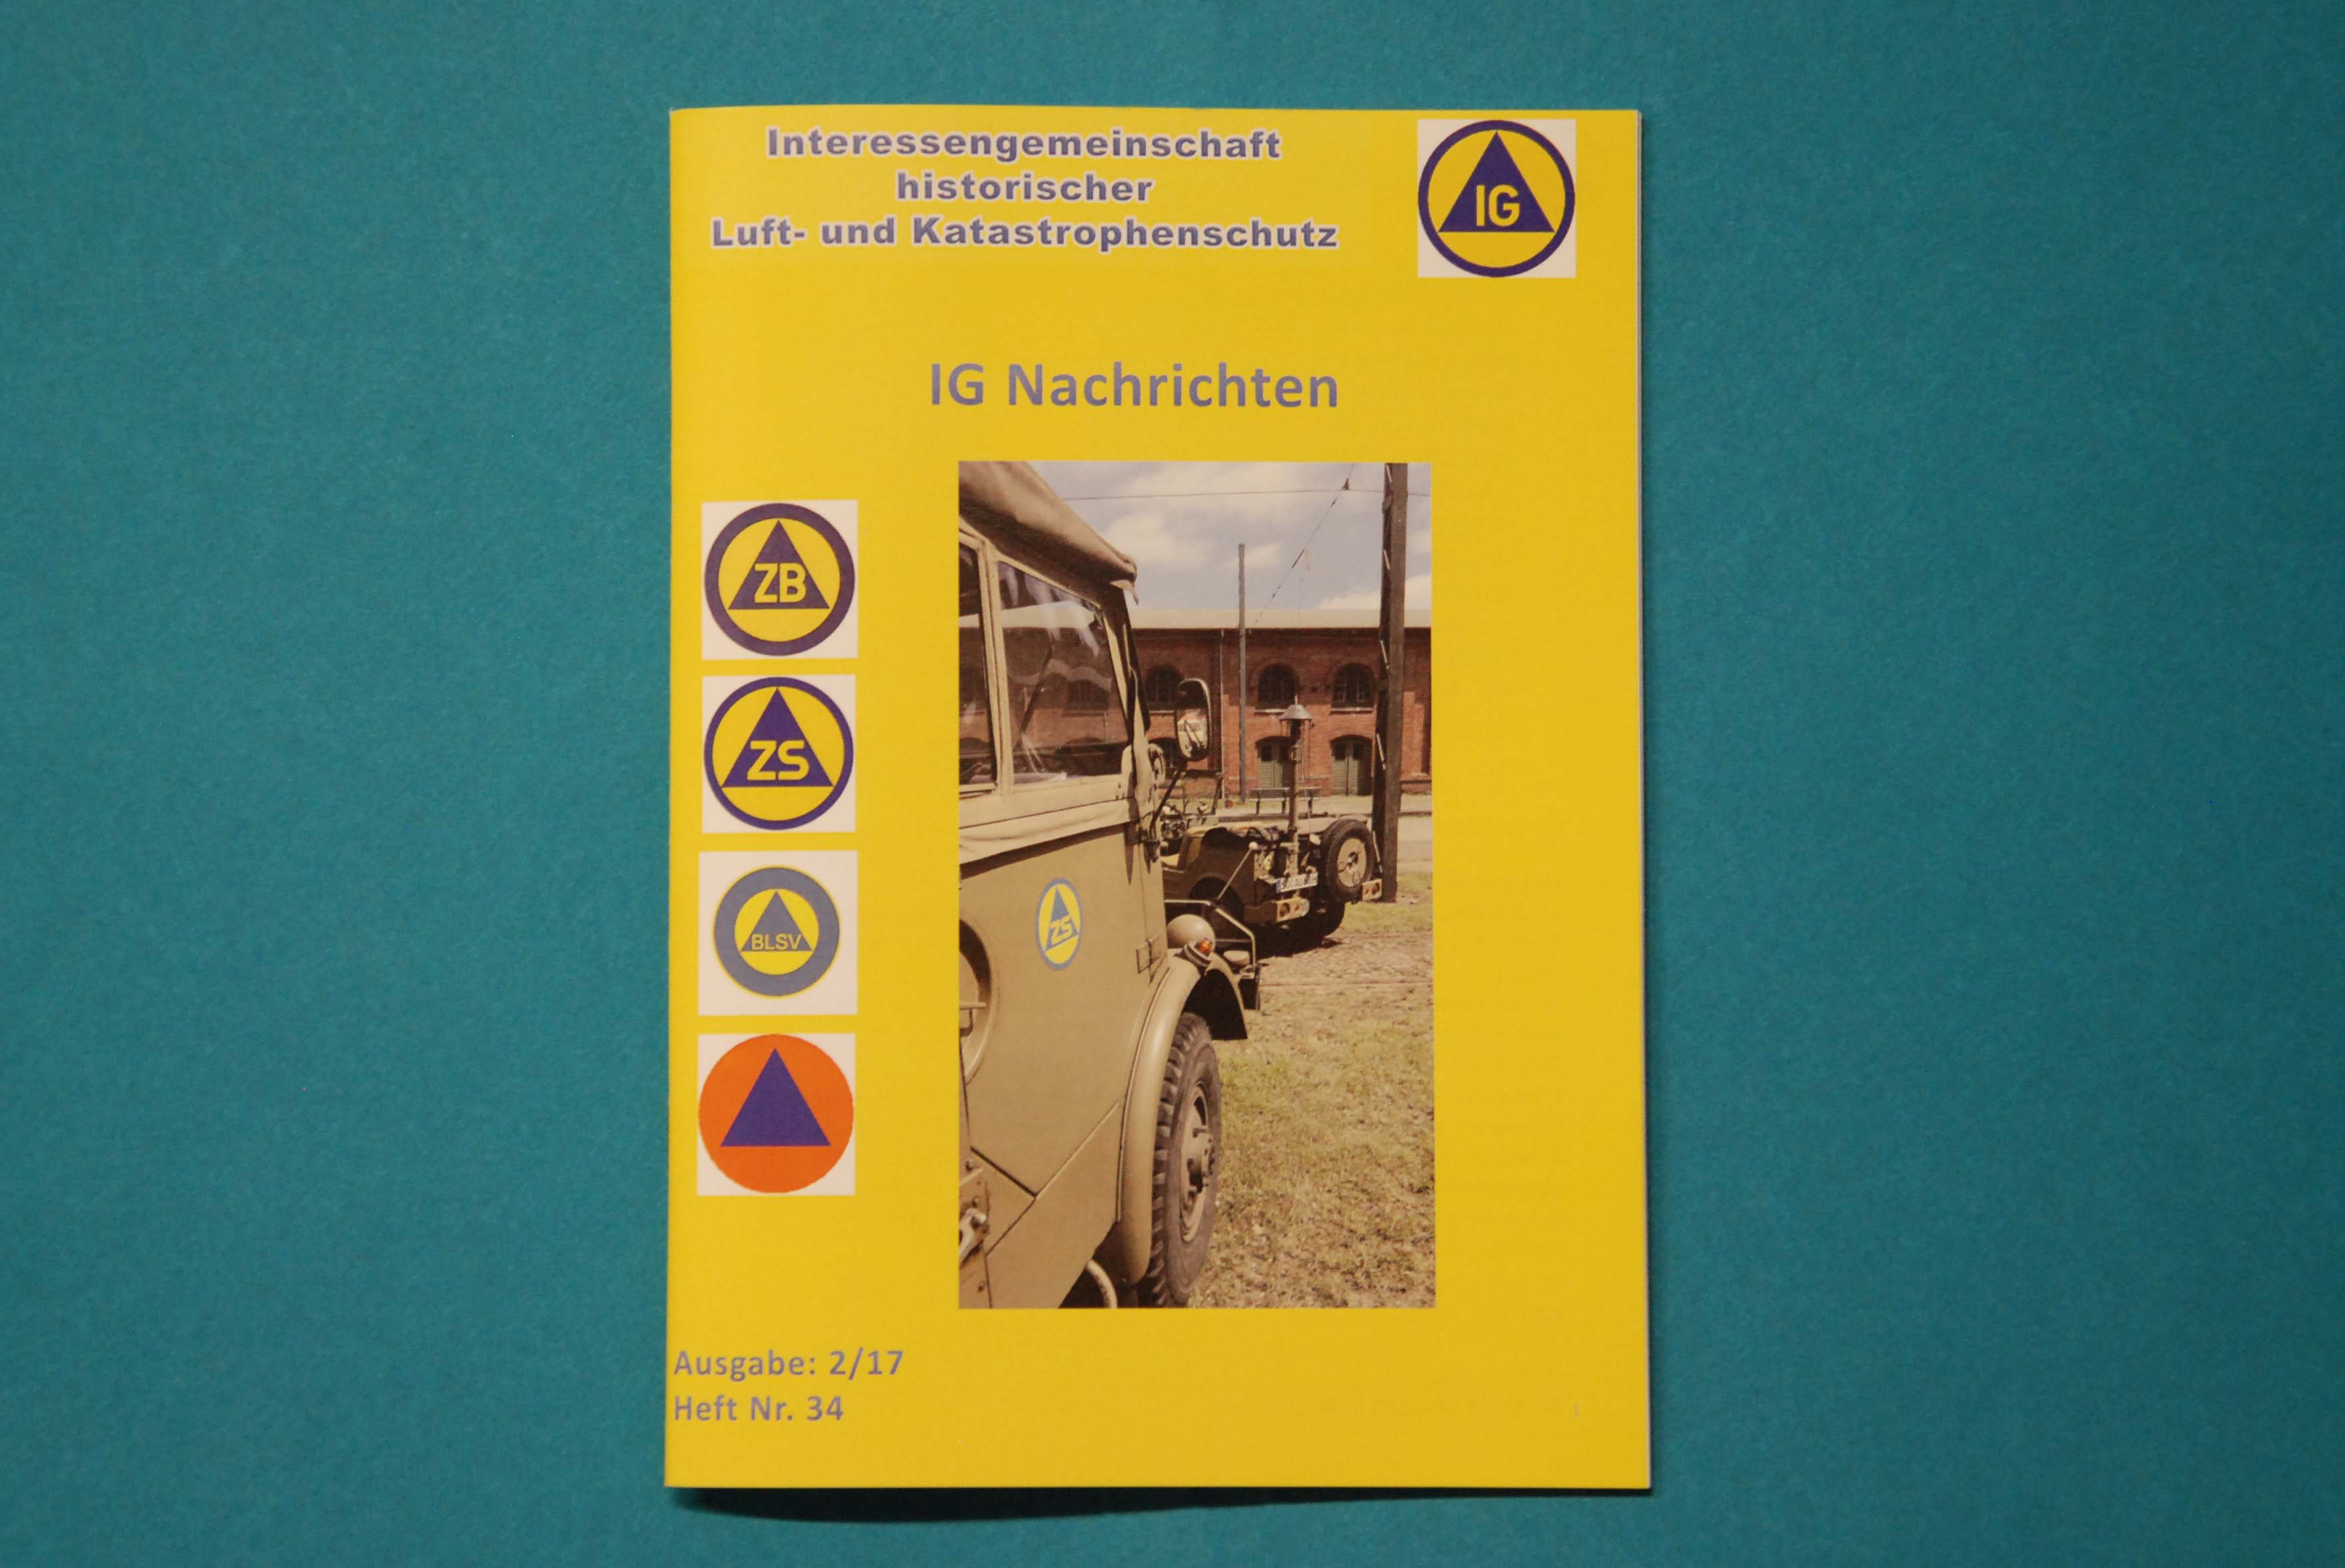 Interessengemeinschaft
historischer
Luft- und Katastrophenschutz
IG
IG Nachrichten
ZB
ZS
BLSV
ZS
Ausgabe: 2/17
Heft Nr. 34